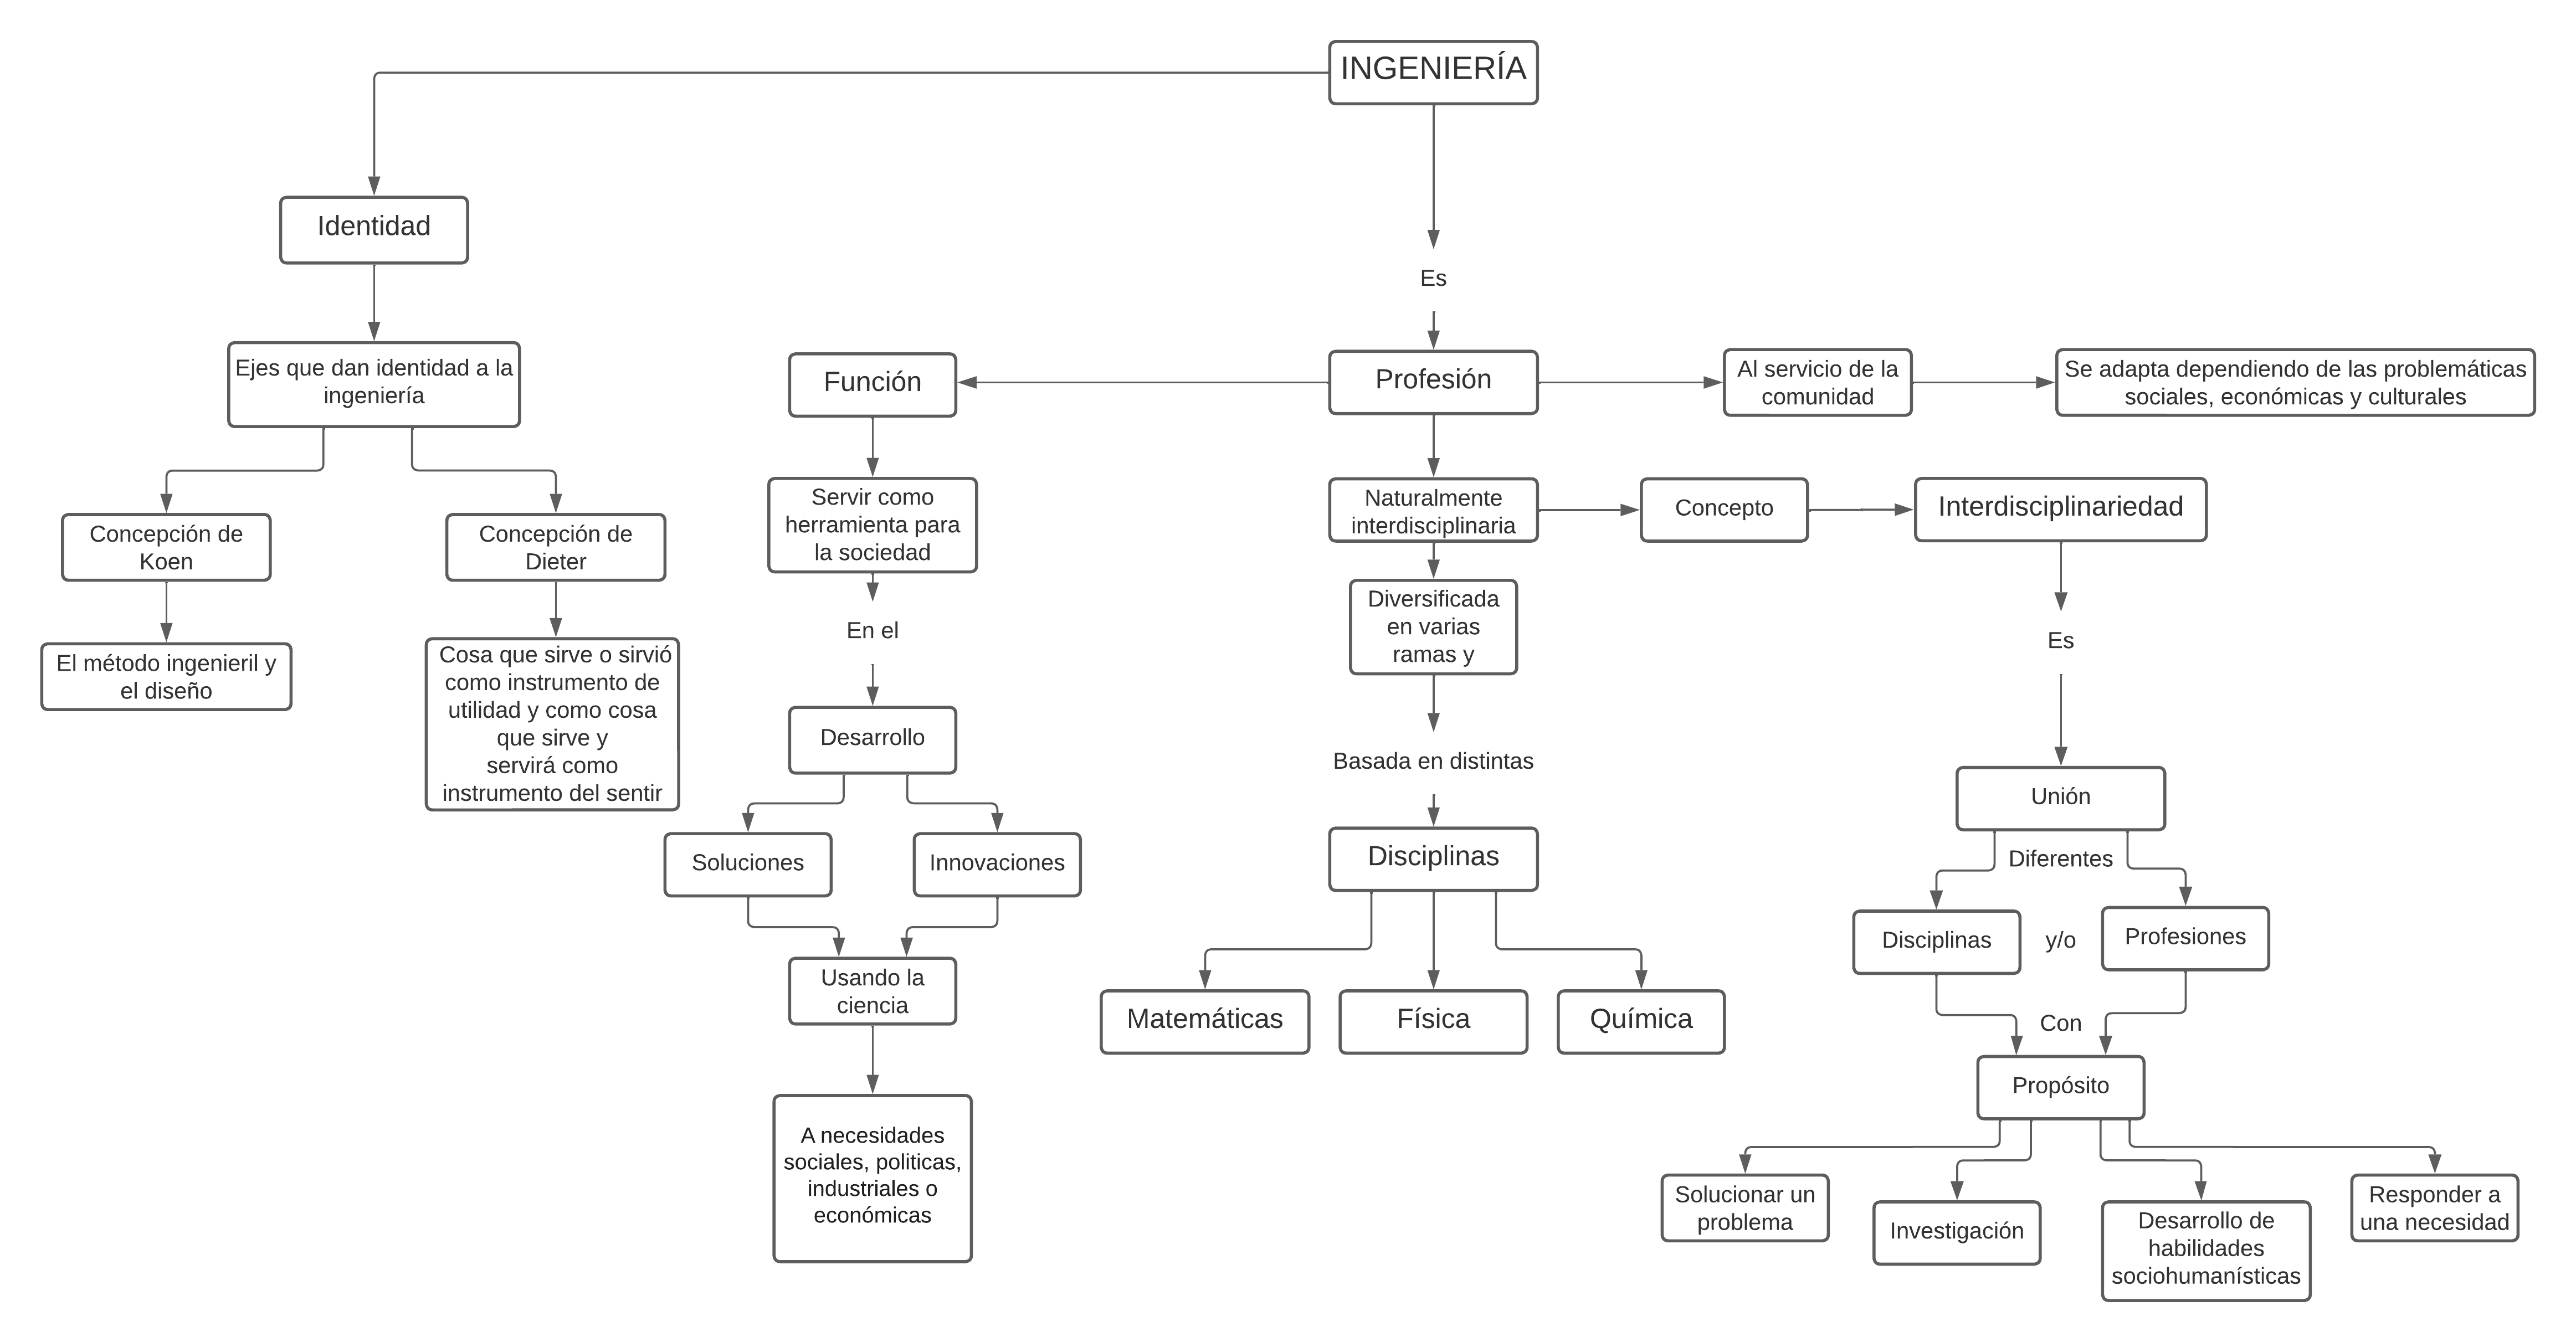 INGENIERÍA
Identidad
Es
Ejes que dan identidad a la
ingeniería
Función
Profesión
Al servicio de la
comunidad
Se adapta dependiendo de las problemáticas
sociales, económicas y culturales
Concepción de
Koen
Concepción de
Dieter
Servir como
herramienta para
la sociedad
Naturalmente
interdisciplinaria
Concepto
Interdisciplinariedad
El método ingenieril y
el diseño
Cosa que sirve o sirvió
como instrumento de
utilidad y como cosa
que sirve y
servirá como
instrumento del sentir
En el
Diversificada
en varias
ramas y
Es
Desarrollo
Basada en distintas
Unión
Soluciones
Innovaciones
Disciplinas
Diferentes
Disciplinas
y/o
Profesiones
Usando la
ciencia
Matemáticas
Física
Química
Con
Propósito
A necesidades
sociales, politicas,
industriales o
económicas
Solucionar un
problema
Investigación
Desarrollo de
habilidades
sociohumanísticas
Responder a
una necesidad